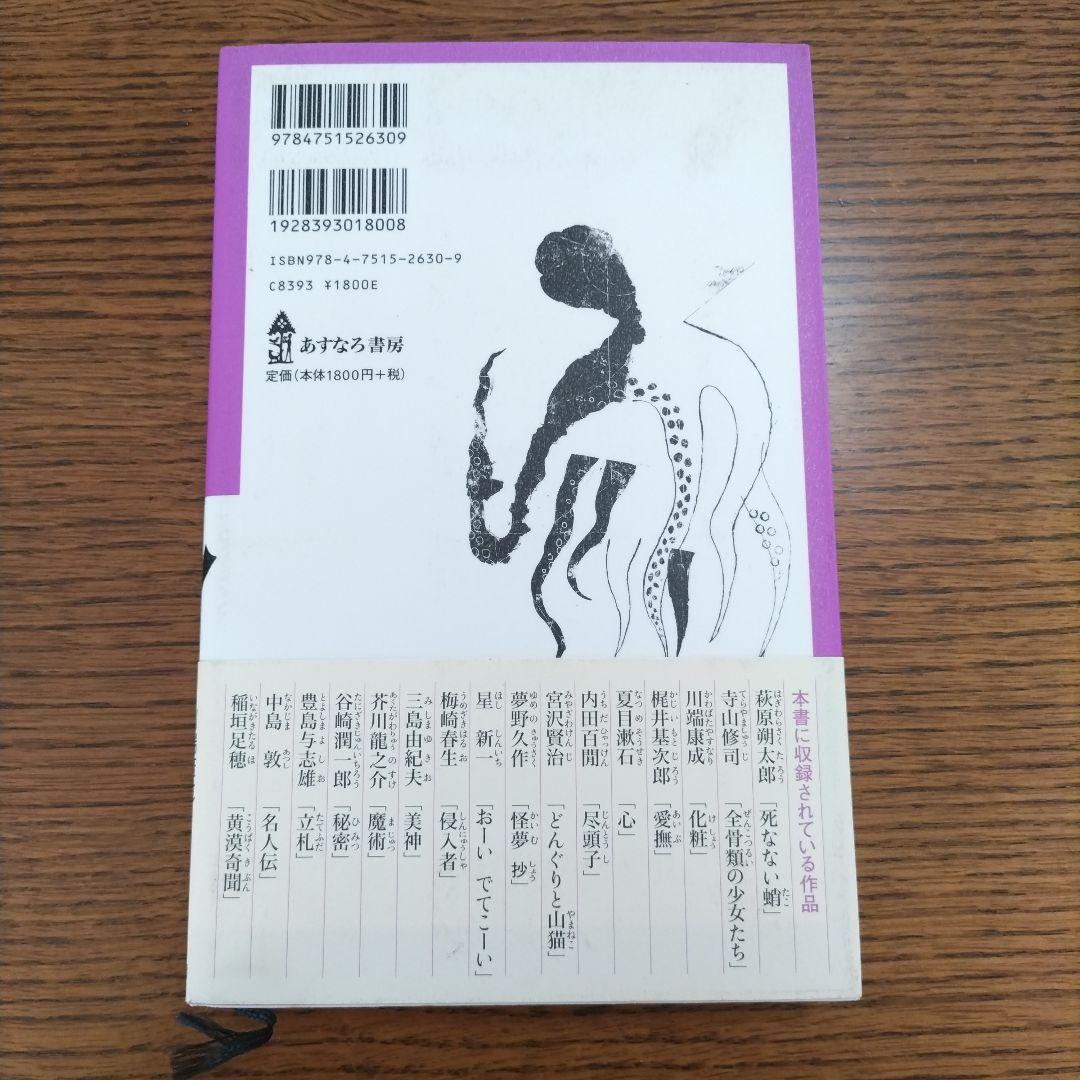 9784751526309
1928393018008
ISBN978-4-7515-2630-9
C8393 ¥1800E
あすなろ書房
定価(本体1800円+税)
本書に収録されている作品
萩原朔太郎「死なない蛸」
寺山修司「全骨類の少女たち」
川端康成「化粧」
梶井基次郎「愛撫」
夏目漱石「心」
内田百閒「尽頭子」
宮沢賢治「どんぐりと山猫」
夢野久作「怪夢 抄」
星 新一「おーい でてこーい」
梅崎春生「侵入者」
三島由紀夫「美神」
芥川龍之介「魔術」
谷崎潤一郎「秘密」
豊島与志雄「立札」
中島 敦「名人伝」
稲垣足穂「黄漠奇聞」